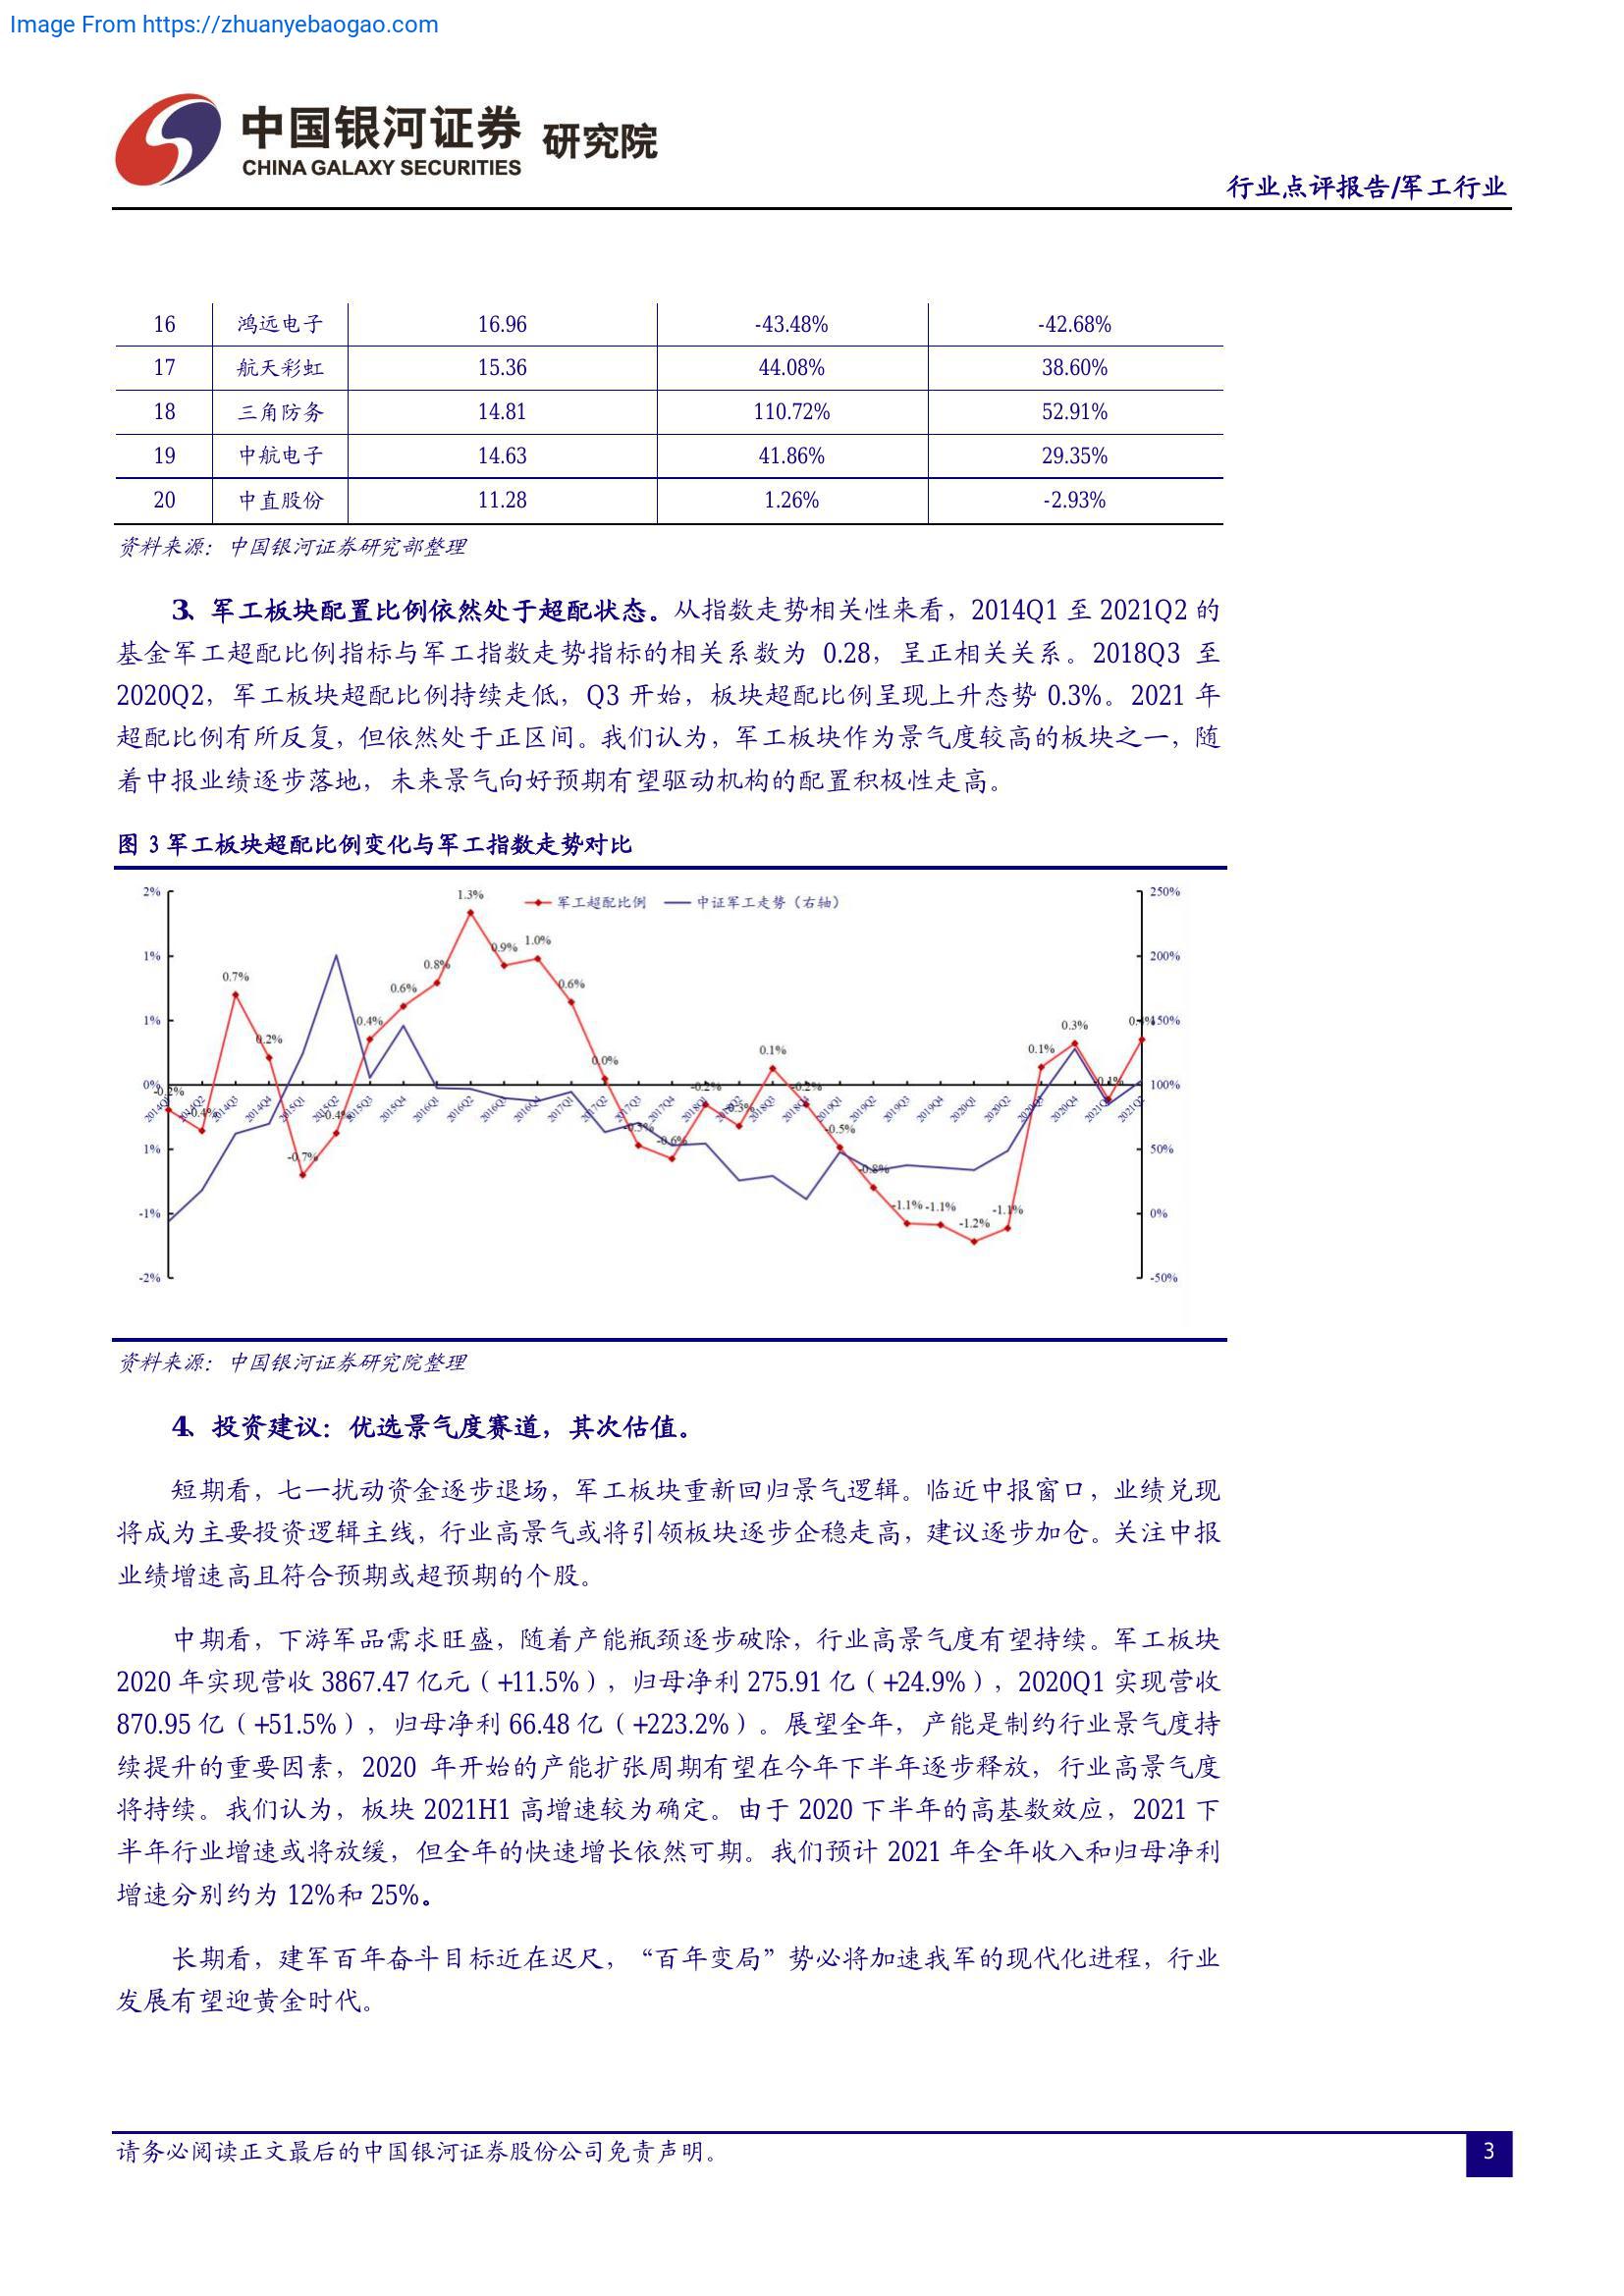 Image From https://zhuanyebaogao.com
中国银河证券 研究院
CHINA GALAXY SECURITIES
行业点评报告/军工行业
16 鸿远电子 16.96 -43.48% -42.68%
17 航天彩虹 15.36 44.08% 38.60%
18 三角防务 14.81 110.72% 52.91%
19 中航电子 14.63 41.86% 29.35%
20 中直股份 11.28 1.26% -2.93%
资料来源：中国银河证券研究部整理
3、军工板块配置比例依然处于超配状态。从指数走势相关性来看，2014Q1 至 2021Q2 的
基金军工超配比例指标与军工指数走势指标的相关系数为 0.28，呈正相关关系。2018Q3 至
2020Q2，军工板块超配比例持续走低，Q3 开始，板块超配比例呈现上升态势 0.3%。2021 年
超配比例有所反复，但依然处于正区间。我们认为，军工板块作为景气度较高的板块之一，随
着中报业绩逐步落地，未来景气向好预期有望驱动机构的配置积极性走高。
图 3 军工板块超配比例变化与军工指数走势对比
军工超配比例 中证军工走势（右轴）
2%
1%
1%
0%
1%
-1%
-2%
250%
200%
150%
100%
50%
0%
-50%
-0.2% -0.4% 0.7% 0.2% -0.7% -0.4% 0.4% 0.6% 0.8% 1.3% 0.9% 1.0% 0.6% 0.0% -0.5% -0.6% -0.2% -0.3% 0.1% -0.2% -0.5% -0.8% -1.1% -1.1% -1.2% -1.1% 0.1% 0.3% -0.1% 0.4%
2014Q1 2014Q2 2014Q3 2014Q4 2015Q1 2015Q2 2015Q3 2015Q4 2016Q1 2016Q2 2016Q3 2016Q4 2017Q1 2017Q2 2017Q3 2017Q4 2018Q1 2018Q2 2018Q3 2018Q4 2019Q1 2019Q2 2019Q3 2019Q4 2020Q1 2020Q2 2020Q3 2020Q4 2021Q1 2021Q2
资料来源：中国银河证券研究院整理
4、投资建议：优选景气度赛道，其次估值。
短期看，七一扰动资金逐步退场，军工板块重新回归景气逻辑。临近中报窗口，业绩兑现
将成为主要投资逻辑主线，行业高景气或将引领板块逐步企稳走高，建议逐步加仓。关注中报
业绩增速高且符合预期或超预期的个股。
中期看，下游军品需求旺盛，随着产能瓶颈逐步破除，行业高景气度有望持续。军工板块
2020 年实现营收 3867.47 亿元（+11.5%），归母净利 275.91 亿（+24.9%），2020Q1 实现营收
870.95 亿（+51.5%），归母净利 66.48 亿（+223.2%）。展望全年，产能是制约行业景气度持
续提升的重要因素，2020 年开始的产能扩张周期有望在今年下半年逐步释放，行业高景气度
将持续。我们认为，板块 2021H1 高增速较为确定。由于 2020 下半年的高基数效应，2021 下
半年行业增速或将放缓，但全年的快速增长依然可期。我们预计 2021 年全年收入和归母净利
增速分别约为 12%和 25%。
长期看，建军百年奋斗目标近在迟尺，“百年变局”势必将加速我军的现代化进程，行业
发展有望迎黄金时代。
请务必阅读正文最后的中国银河证券股份公司免责声明。
3